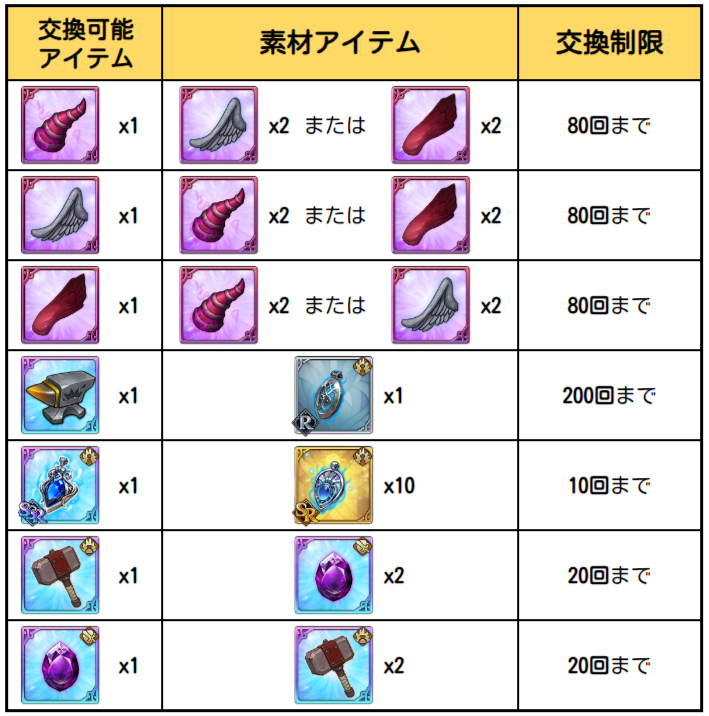 交換可能
アイテム
素材アイテム
交換制限
x1
x2 または x2
80回まで
x1
x2 または x2
80回まで
x1
x2 または x2
80回まで
x1
R
x1
200回まで
SSR
x1
SR
x10
10回まで
x1
x2
20回まで
x1
x2
20回まで